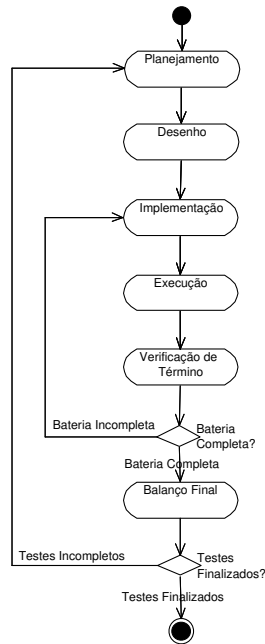 Planejamento
Desenho
Implementação
Execução
Verificação de
Término
Bateria Incompleta
Bateria
Completa?
Bateria Completa
Balanço Final
Testes Incompletos
Testes
Finalizados?
Testes Finalizados